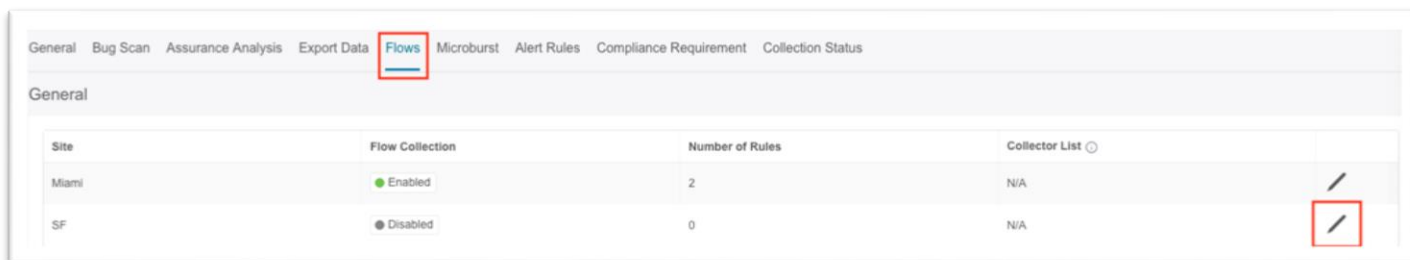 General Bug Scan Assurance Analysis Export Data Flows Microburst Alert Rules Compliance Requirement Collection Status
General
Site Flow Collection Number of Rules Collector List
Miami Enabled 2 N/A
SF Disabled 0 N/A